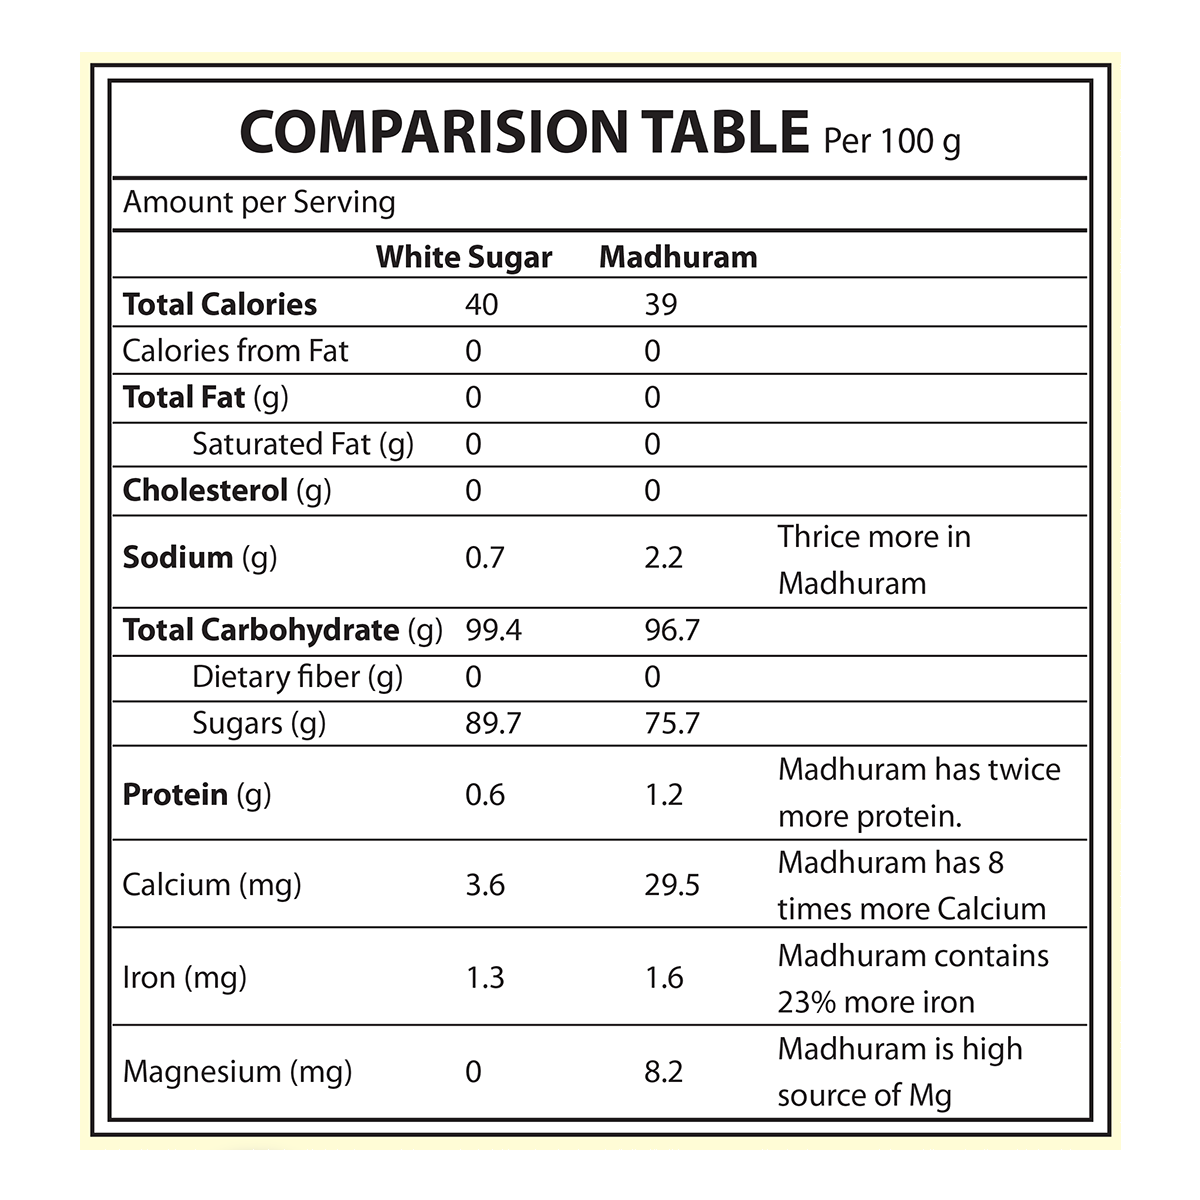 COMPARISION TABLE Per 100 g
Amount per Serving
White Sugar Madhuram
Total Calories 40 39
Calories from Fat 0 0
Total Fat (g) 0 0
Saturated Fat (g) 0 0
Cholesterol (g) 0 0
Sodium (g) 0.7 2.2 Thrice more in
Madhuram
Total Carbohydrate (g) 99.4 96.7
Dietary fiber (g) 0 0
Sugars (g) 89.7 75.7
Protein (g) 0.6 1.2 Madhuram has twice
more protein.
Calcium (mg) 3.6 29.5 Madhuram has 8
times more Calcium
Iron (mg) 1.3 1.6 Madhuram contains
23% more iron
Magnesium (mg) 0 8.2 Madhuram is high
source of Mg